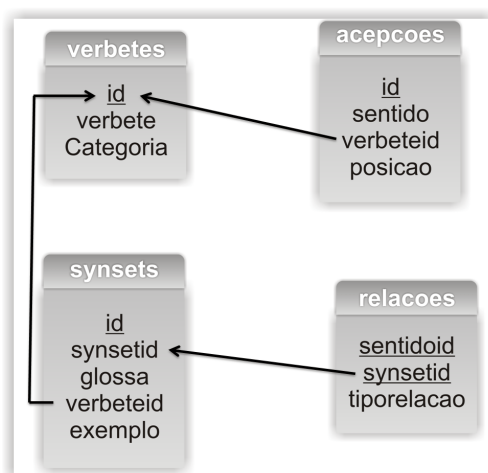 verbetes
id
verbete
Categoria
acepcoes
id
sentido
verbeteid
posicao
synsets
id
synsetid
glossa
verbeteid
exemplo
relacoes
sentidoid
synsetid
tiporelacao